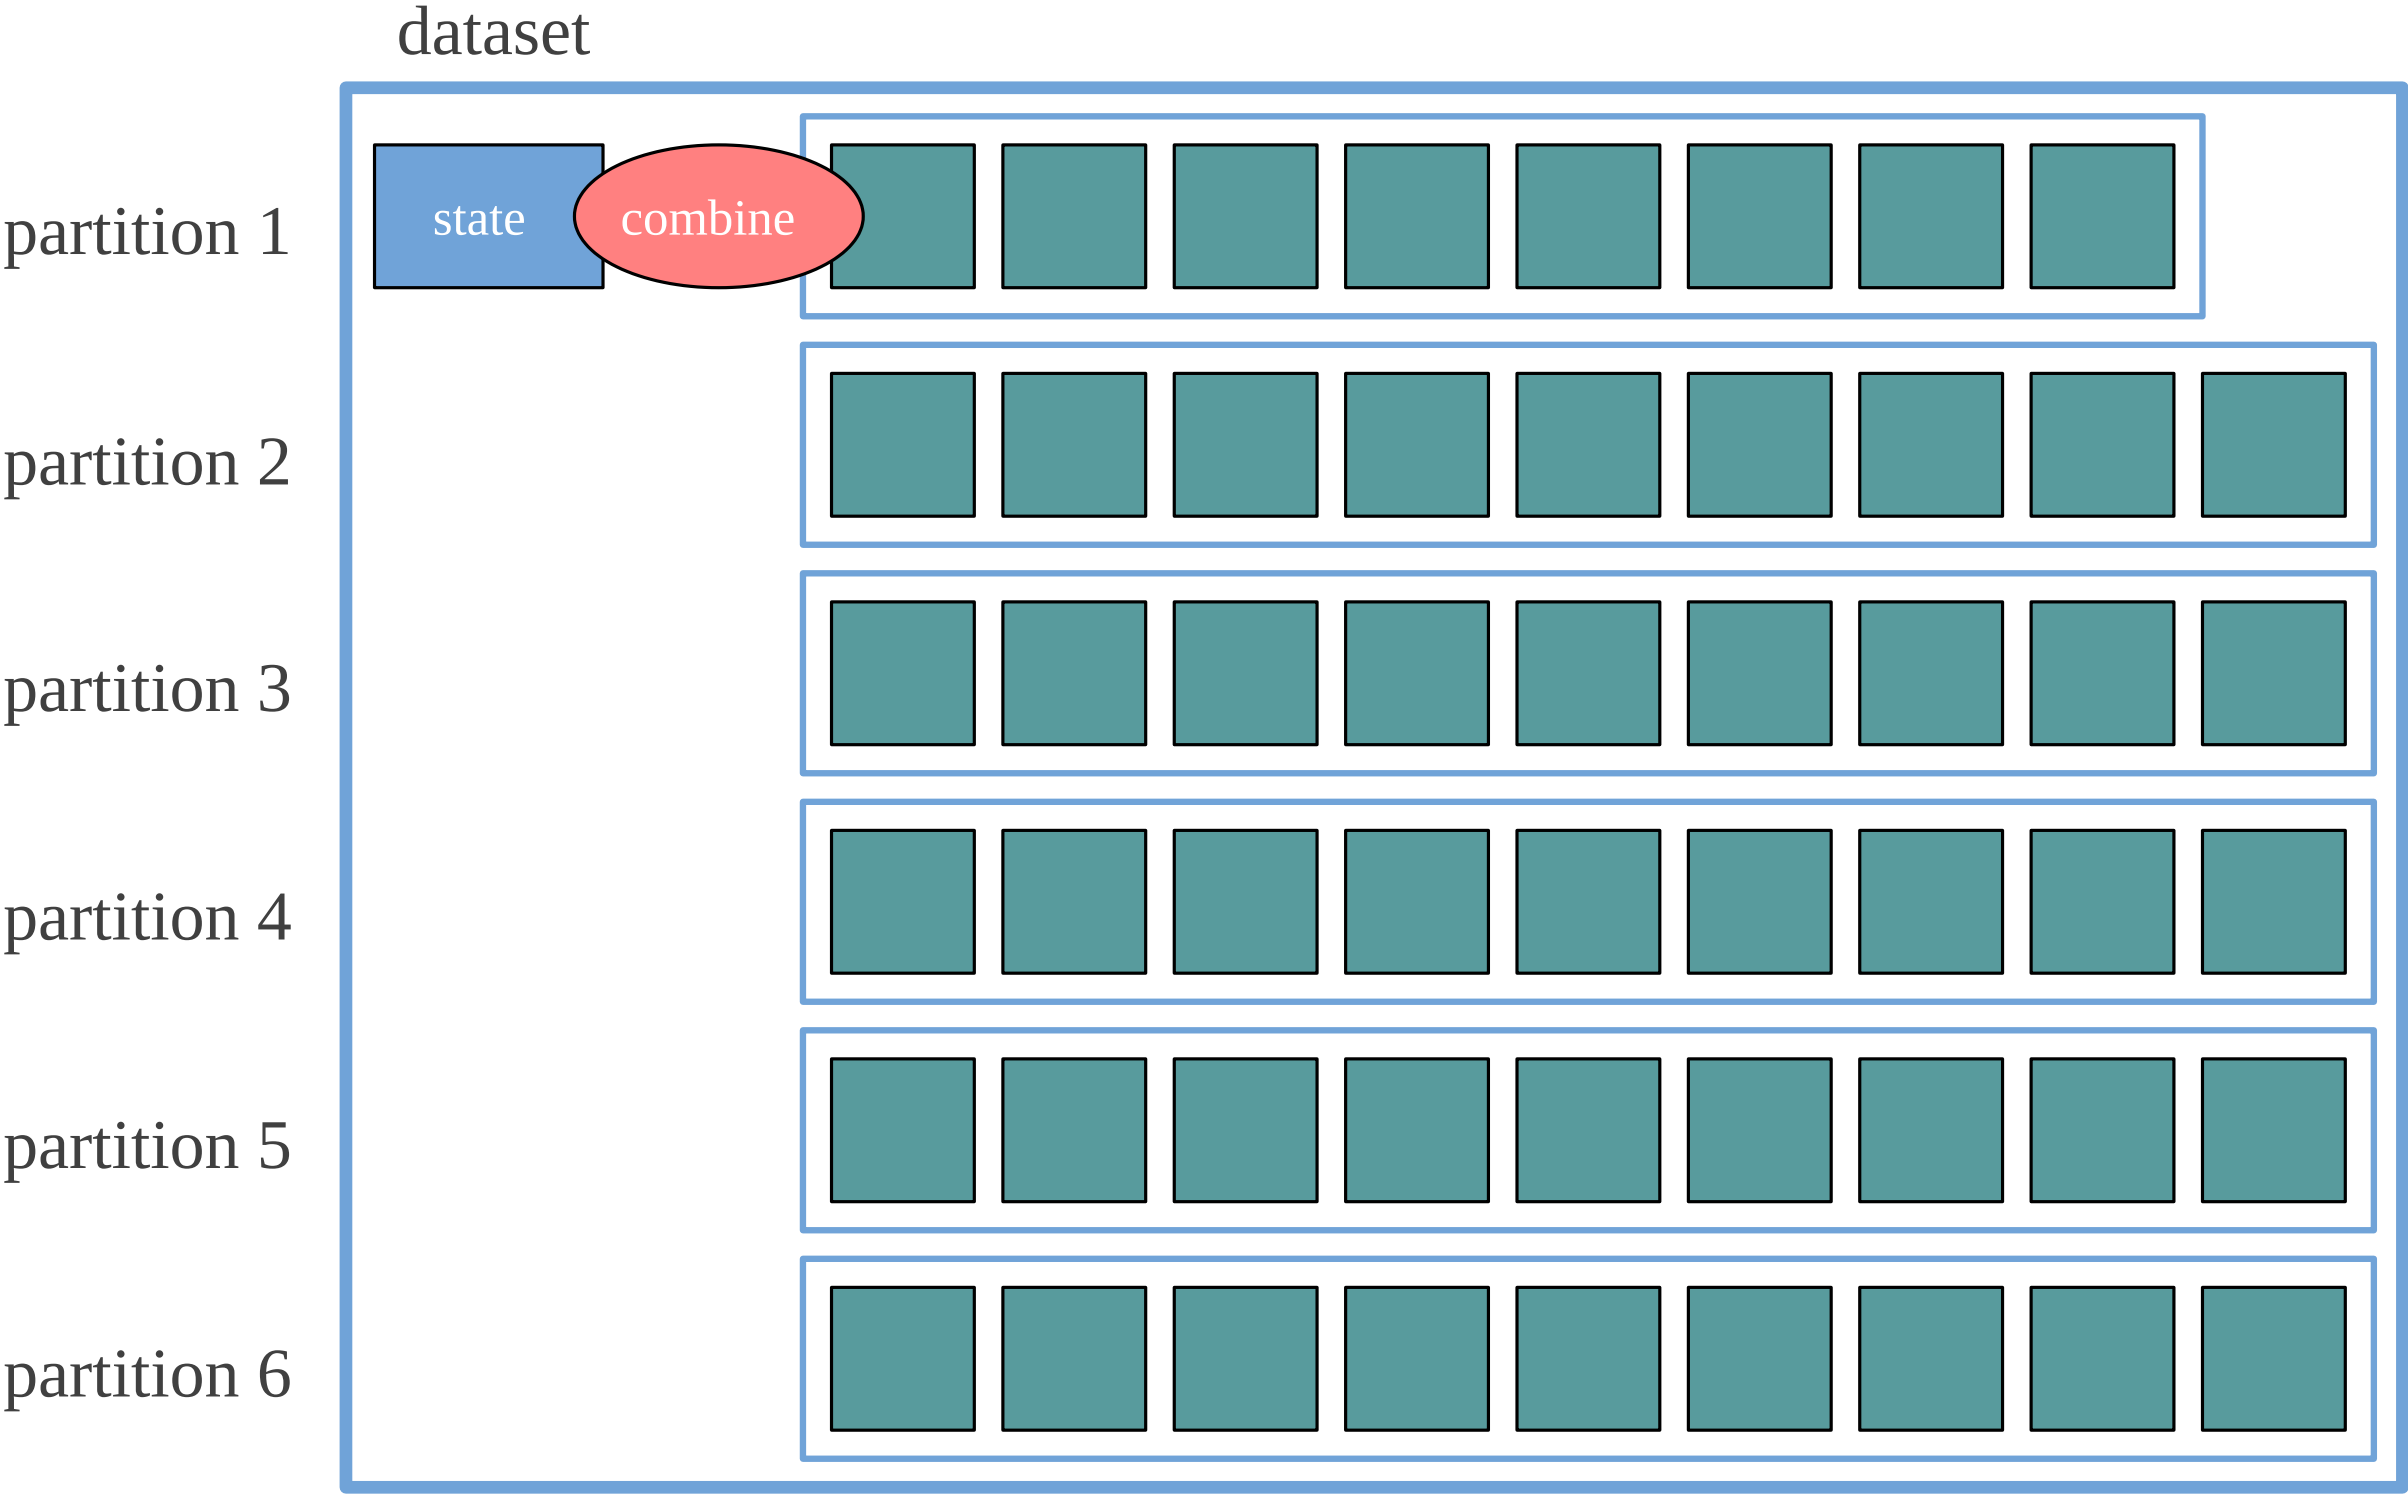 dataset
partition 1
state
combine
partition 2
partition 3
partition 4
partition 5
partition 6